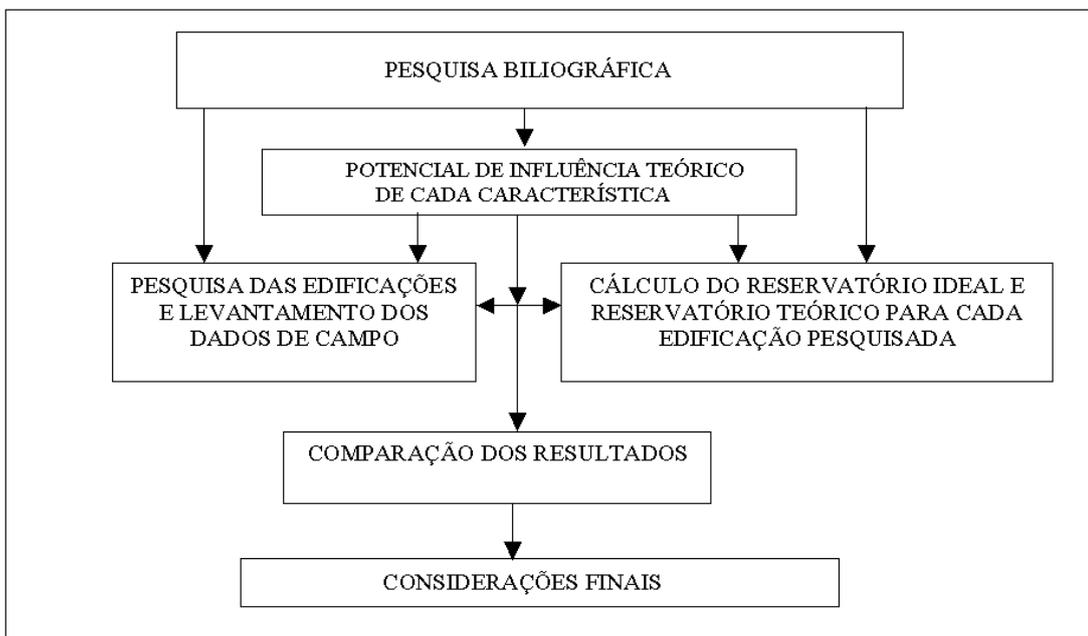 PESQUISA BILIOGRÁFICA
POTENCIAL DE INFLUÊNCIA TEÓRICO
DE CADA CARACTERÍSTICA
PESQUISA DAS EDIFICAÇÕES
E LEVANTAMENTO DOS
DADOS DE CAMPO
CÁLCULO DO RESERVATÓRIO IDEAL E
RESERVATÓRIO TEÓRICO PARA CADA
EDIFICAÇÃO PESQUISADA
COMPARAÇÃO DOS RESULTADOS
CONSIDERAÇÕES FINAIS